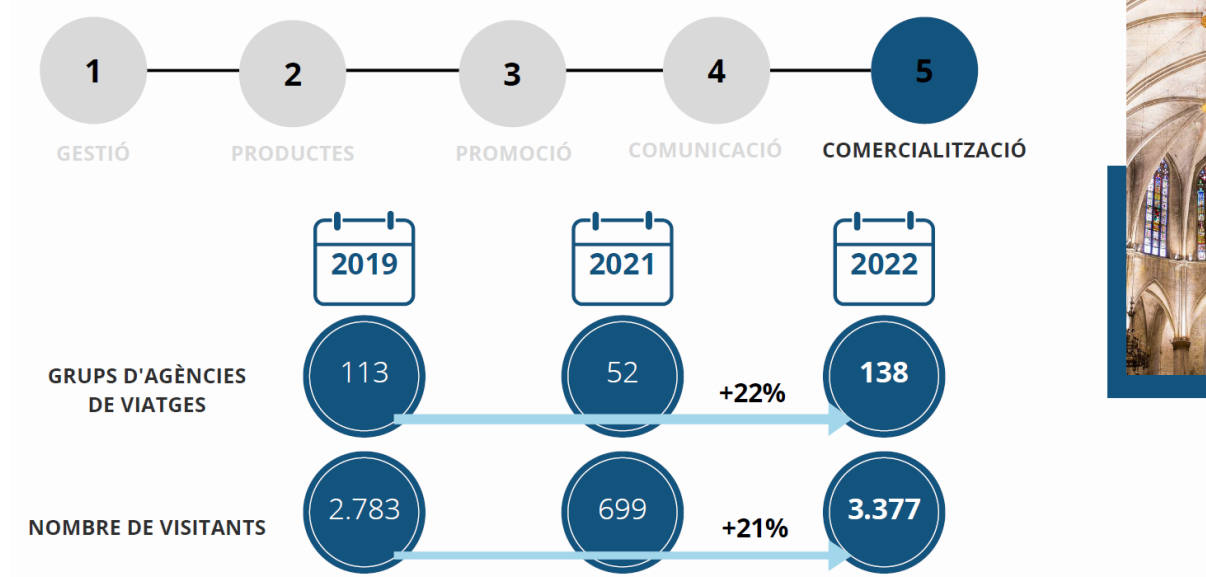 1
2
3
4
5
GESTIÓ
PRODUCTES
PROMOCIÓ
COMUNICACIÓ
COMERCIALITZACIÓ
2019
2021
2022
GRUPS D'AGÈNCIES
DE VIATGES
113
52
+22%
138
NOMBRE DE VISITANTS
2.783
699
+21%
3.377